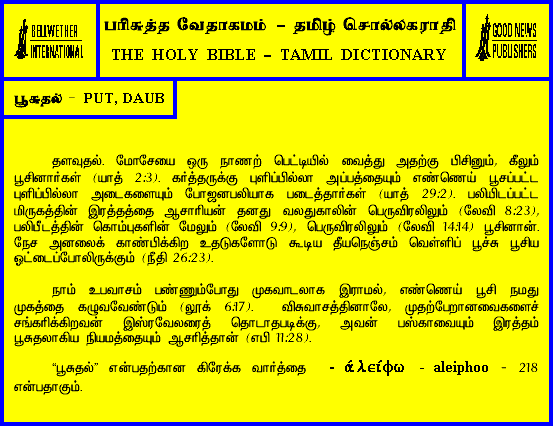 பரிசுத்த வேதாகமம் – தமிழ் சொல்லகராதி
BELLWETHER
INTERNATIONAL
THE HOLY BIBLE – TAMIL DICTIONARY
GOOD NEWS
PUBLISHERS
பூசுதல் – PUT, DAUB
தளவுதல். மோசேயை ஒரு நாணற் பெட்டியில் வைத்து அதற்கு பிசினும், கீலும்
பூசினார்கள் (யாத் 2:3). கர்த்தருக்கு புளிப்பில்லா அப்பத்தையும் எண்ணெய் பூசப்பட்ட
புளிப்பில்லா அடைகளையும் போஜனபலியாக படைத்தார்கள் (யாத் 29:2). பலியிடப்பட்ட
மிருகத்தின் இரத்தத்தை ஆசாரியன் தனது வலதுகாலின் பெருவிரலிலும் (லேவி 8:23),
பலிபீடத்தின் கொம்புகளின் மேலும் (லேவி 9:9), பெருவிரலிலும் (லேவி 14:14) பூசினான்.
நேச அனலைக் காண்பிக்கிற உதடுகளோடு கூடிய தீயநெஞ்சம் வெள்ளிப் பூச்சு பூசிய
ஓட்டைப்போலிருக்கும் (நீதி 26:23).
நாம் உபவாசம் பண்ணும்போது முகவாடலாக இராமல், எண்ணெய் பூசி நமது
முகத்தை கழுவவேண்டும் (லூக் 6:17). விசுவாசத்தினாலே, முதற்பேறானவைகளைச்
சங்கரிக்கிறவன் இஸ்ரவேலரைத் தொடாதபடிக்கு, அவன் பஸ்காவையும் இரத்தம்
பூசுதலாகிய நியமத்தையும் ஆசரித்தான் (எபி 11:28).
“பூசுதல்” என்பதற்கான கிரேக்க வார்த்தை - άλείφω - aleiphoo – 218
என்பதாகும்.